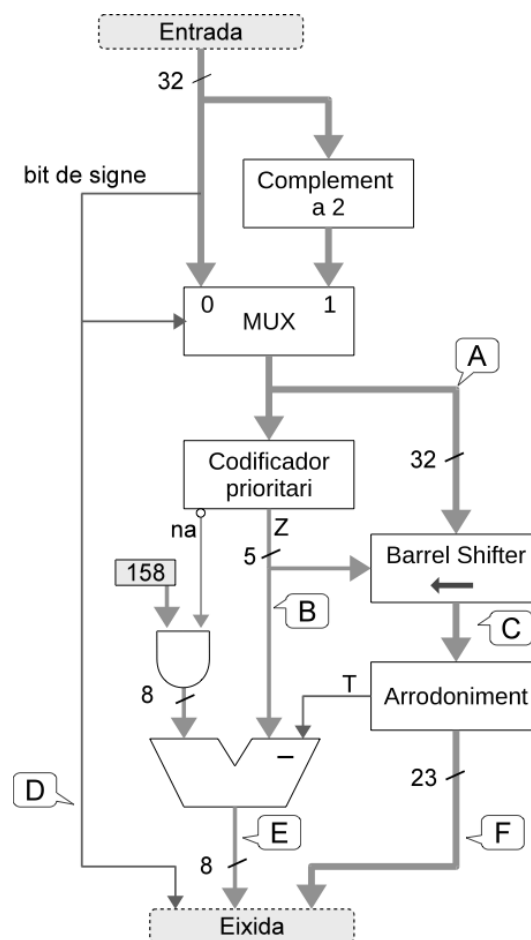 Entrada
32
bit de signe
Complement
a 2
0
1
MUX
A
32
Codificador
prioritari
na
Z
5
158
Barrel Shifter
B
C
8
T
Arrodoniment
–
23
D
E
F
8
Eixida